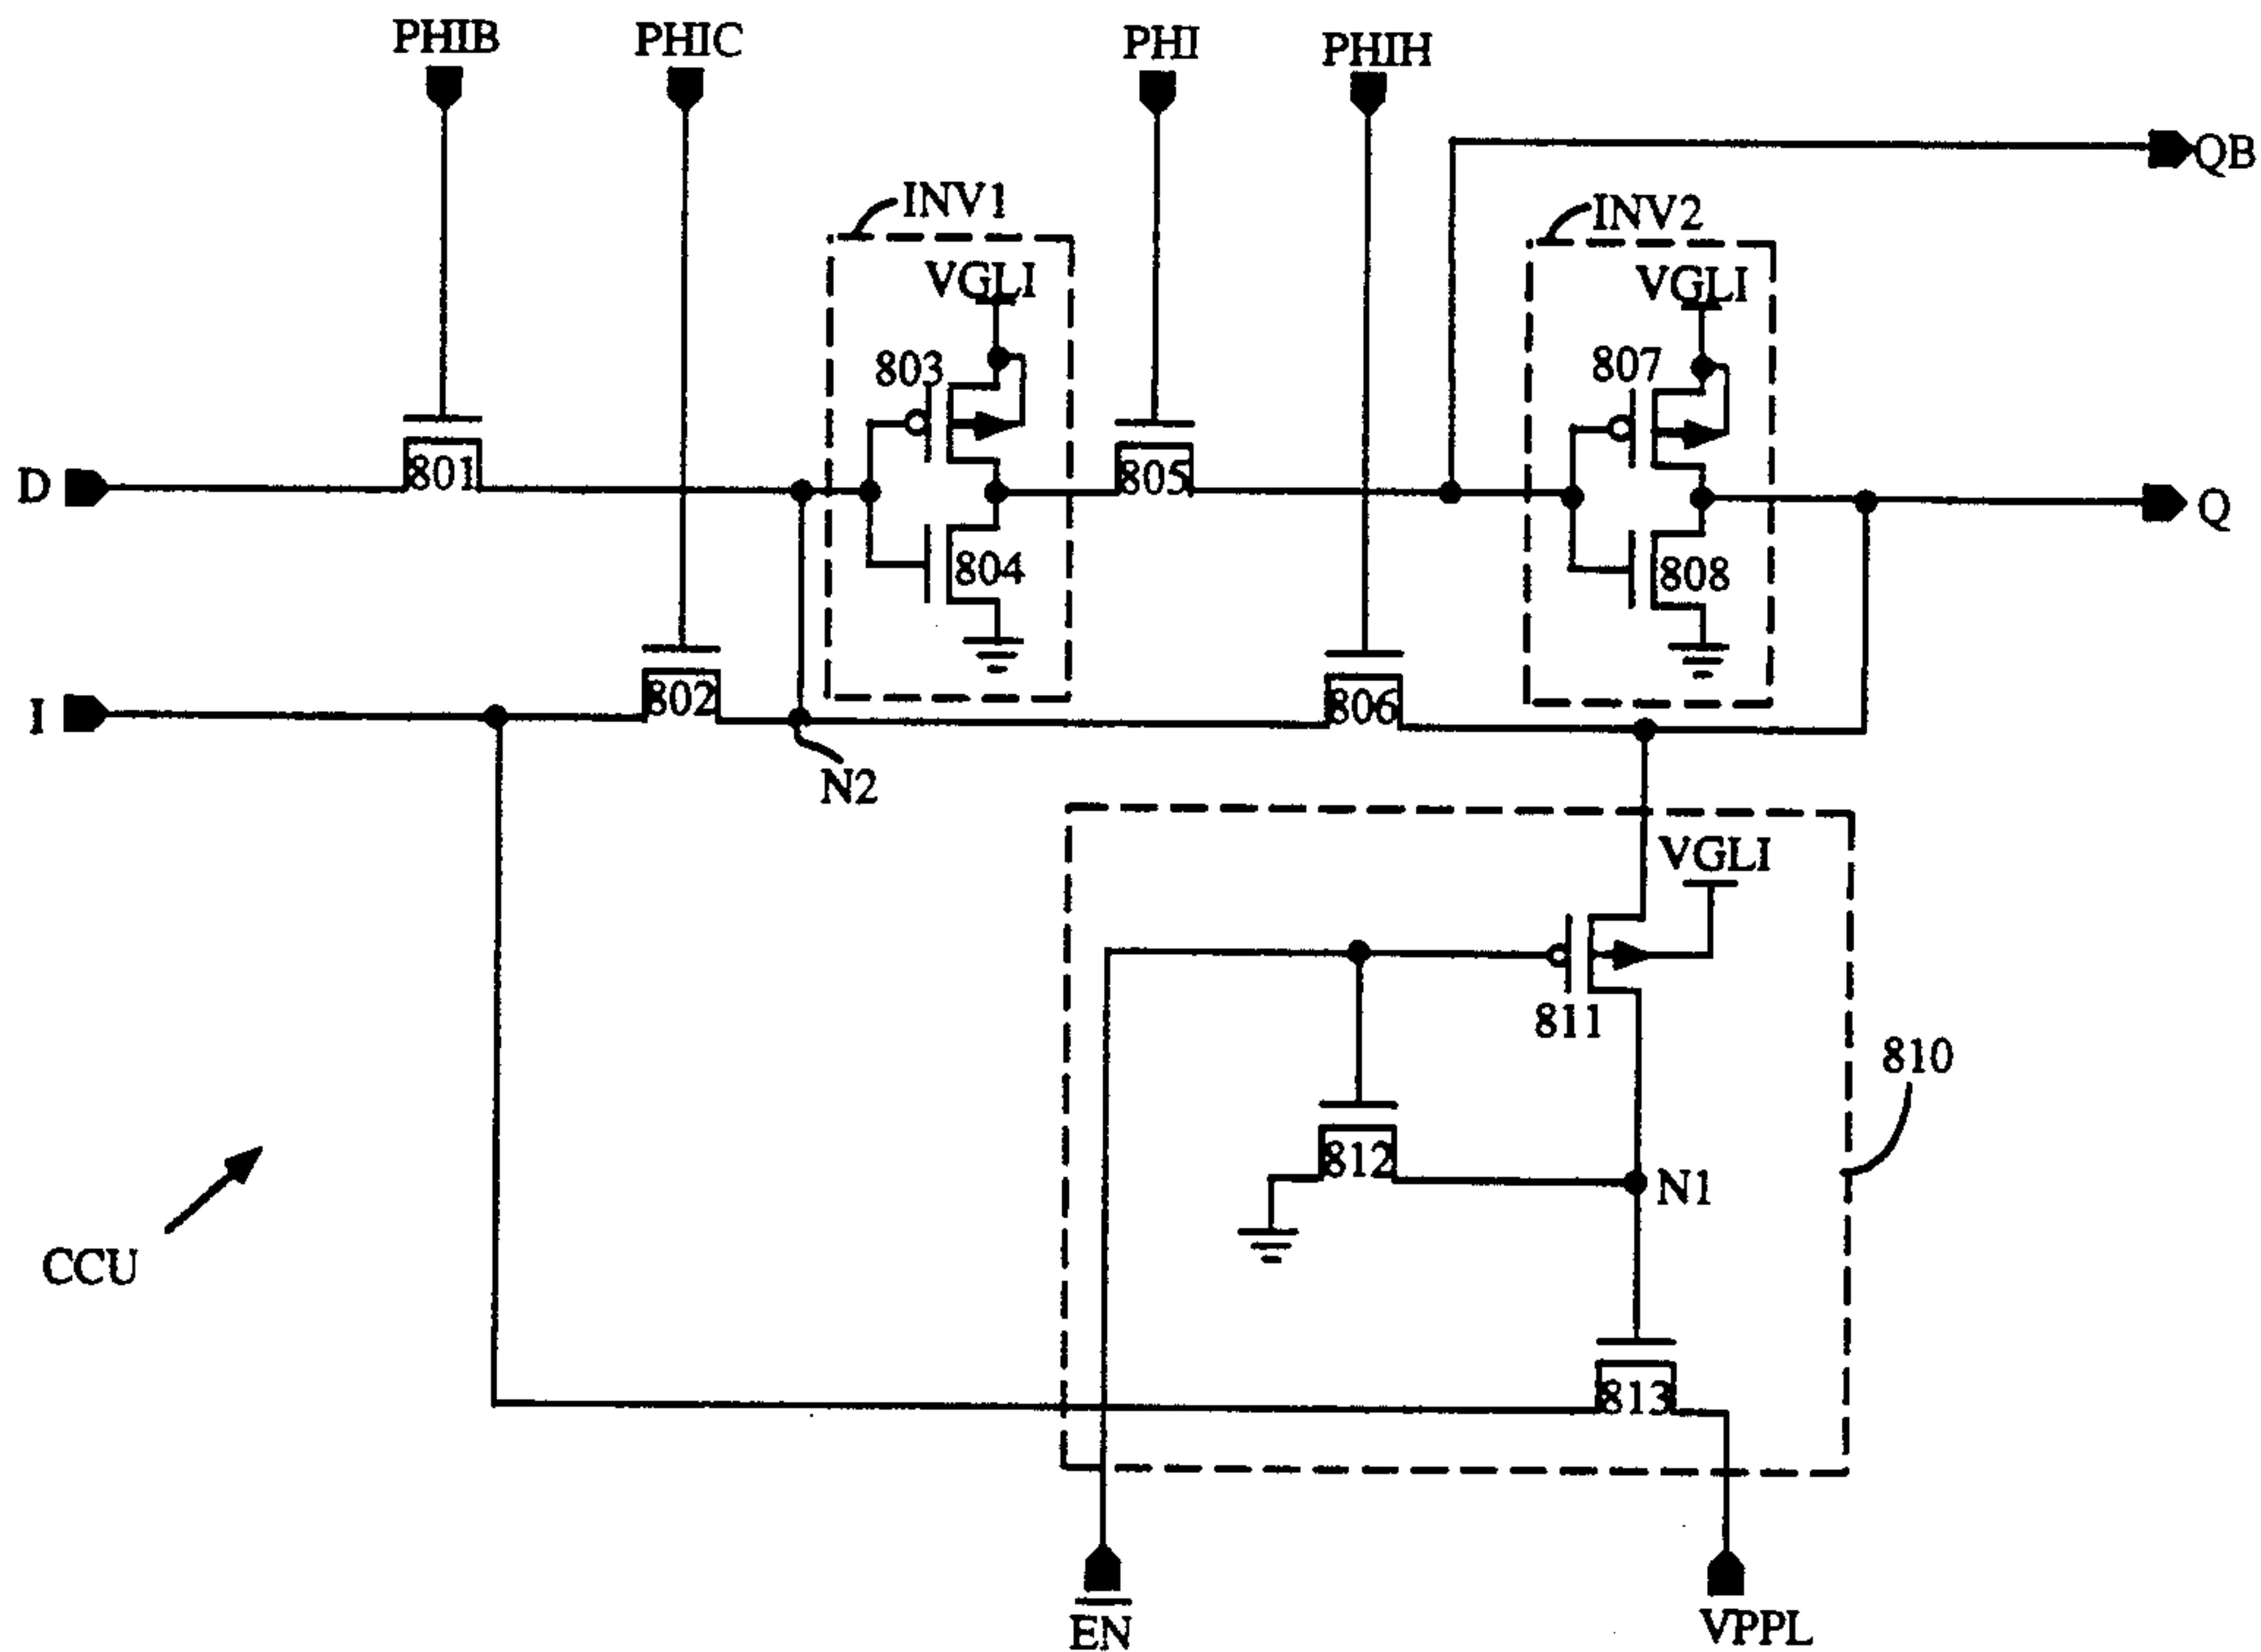 PHIB
PHIC
PHI
PHIH
QB
INV1
INV2
VGLI
VGLI
803
807
D
801
805
Q
804
808
I
802
806
N2
VGLI
811
810
812
N1
CCU
813
EN
VPPL